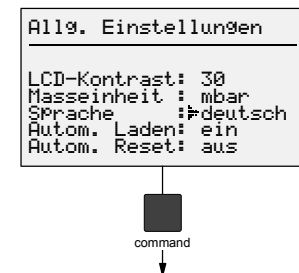 Allg. Einstellungen
LCD-Kontrast: 30
Masseinheit : mbar
Sprache : deutsch
Autom. Laden: ein
Autom. Reset: aus
command